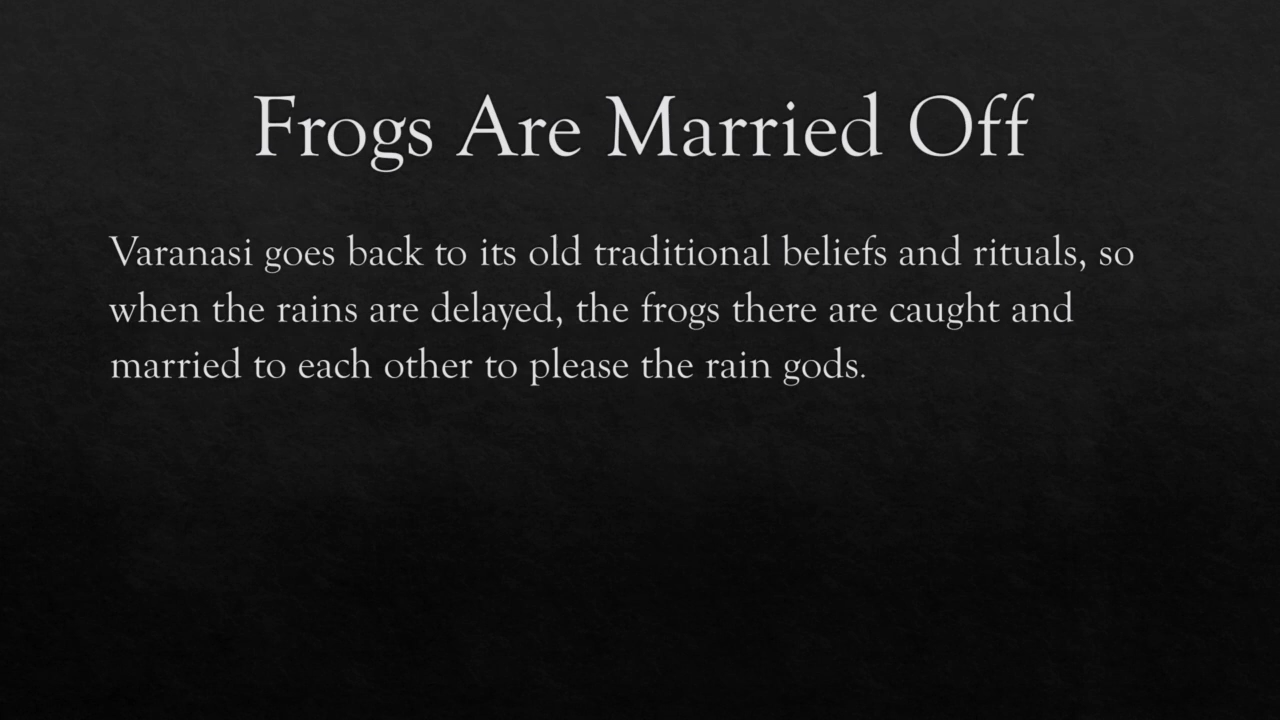 Frogs Are Married Off
Varanasi goes back to its old traditional beliefs and rituals, so
when the rains are delayed, the frogs there are caught and
married to each other to please the rain gods.